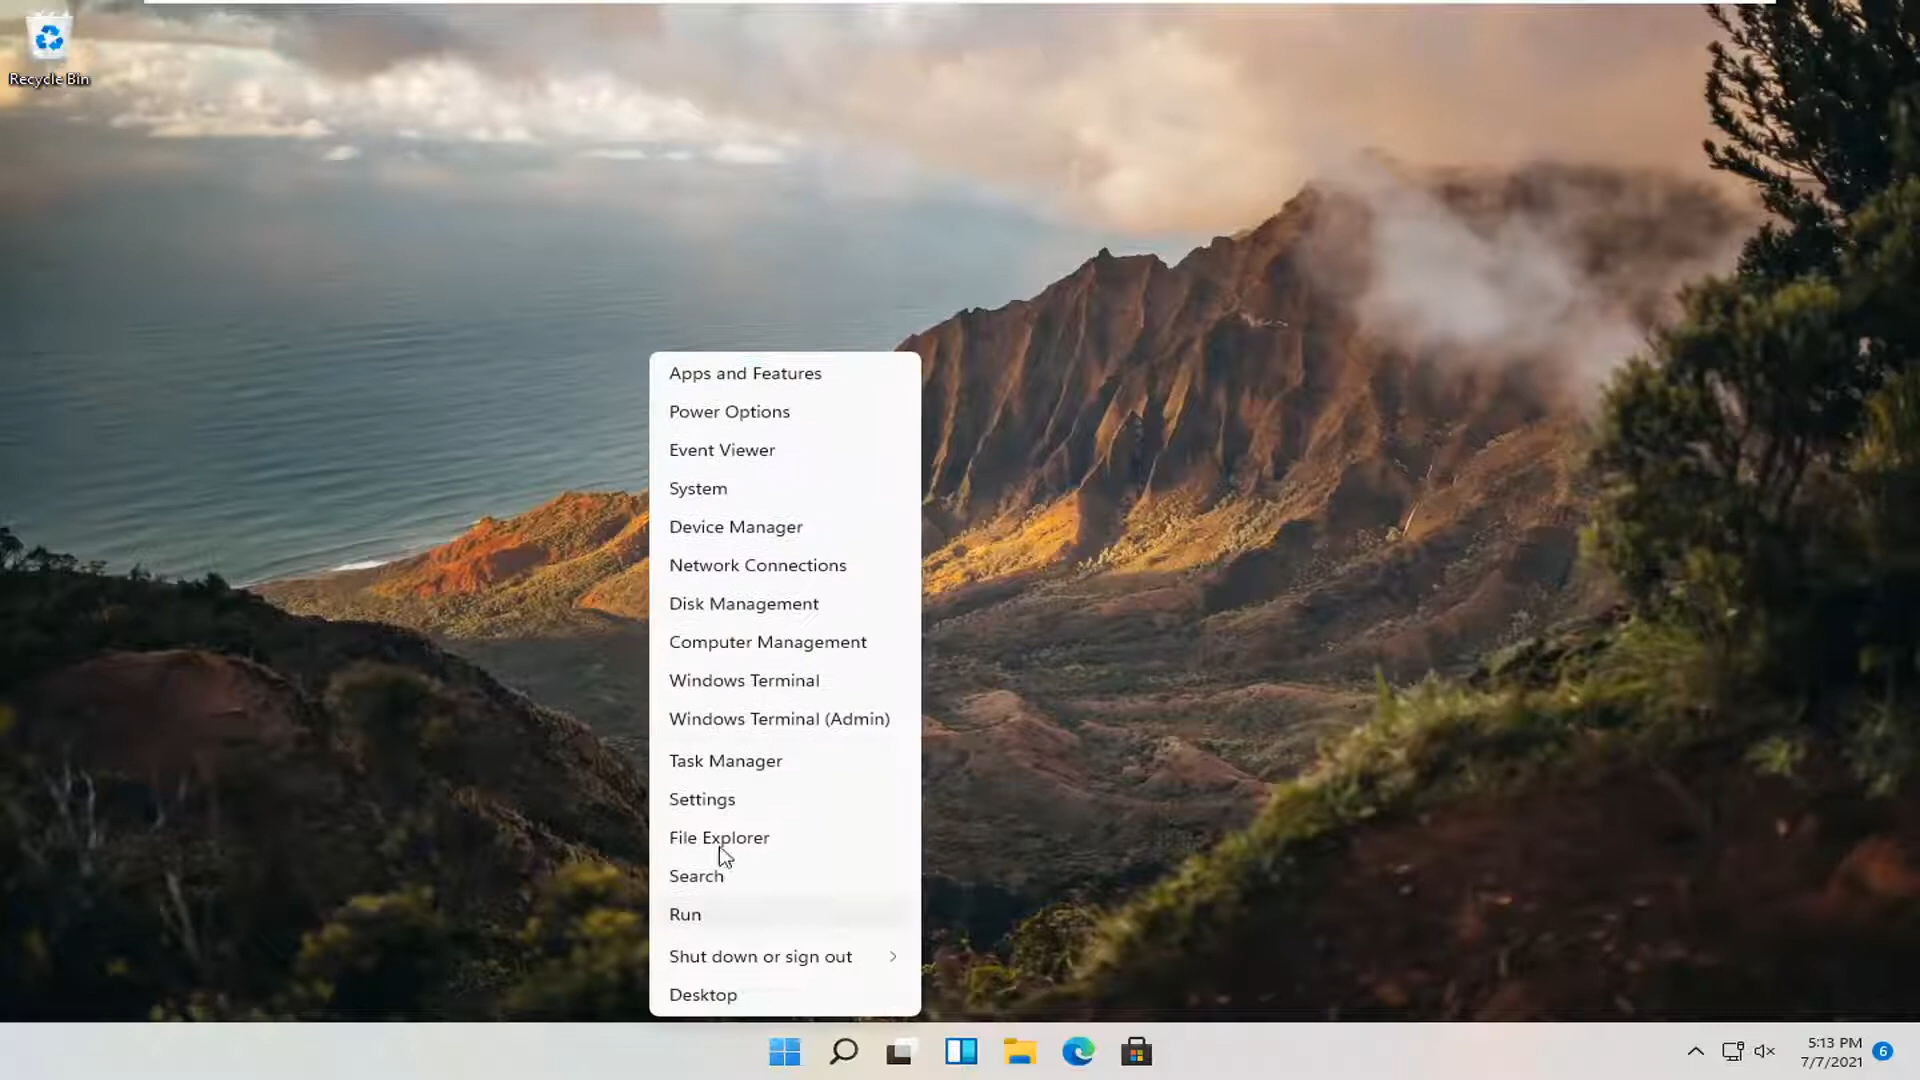 Recycle Bin
Apps and Features
Power Options
Event Viewer
System
Device Manager
Network Connections
Disk Management
Computer Management
Windows Terminal
Windows Terminal (Admin)
Task Manager
Settings
File Explorer
Search
Run
Shut down or sign out
Desktop
5:13 PM
7/7/2021
6